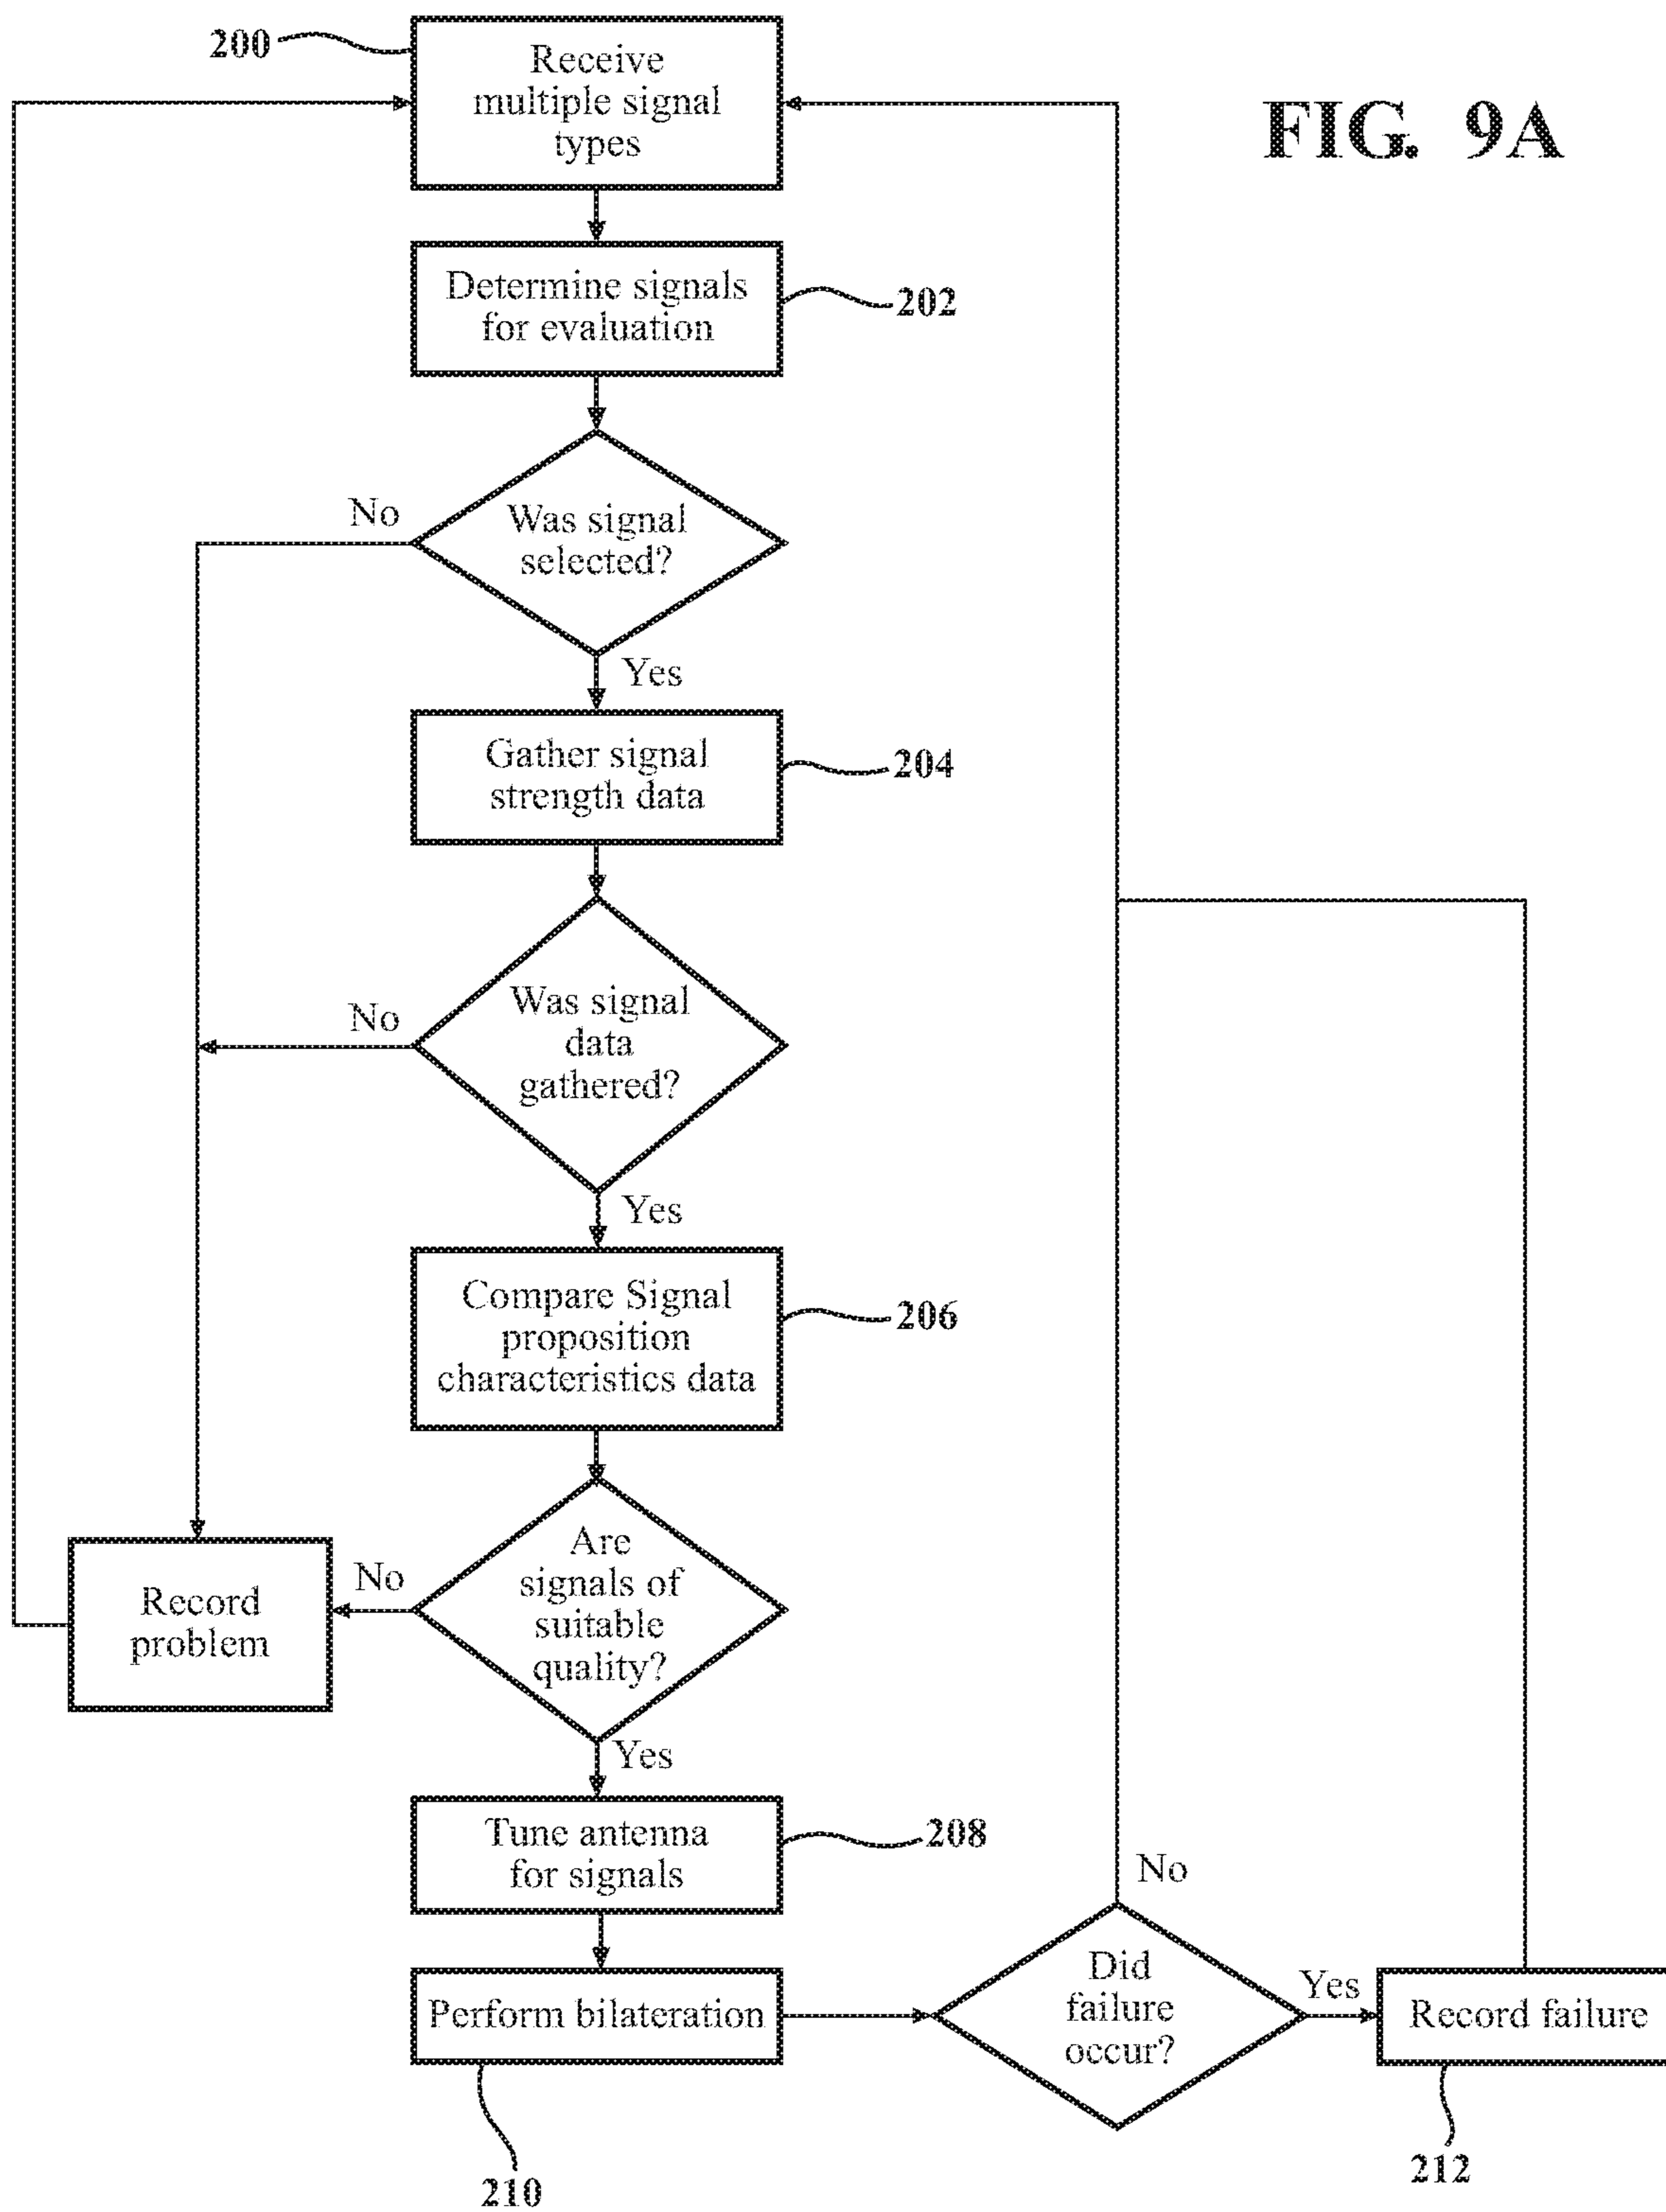 FIG. 9A
200
Receive
multiple signal
types
Determine signals
for evaluation
202
No
Was signal
selected?
Yes
Gather signal
strength data
204
No
Was signal
data
gathered?
Yes
Compare Signal
proposition
characteristics data
206
Record
problem
No
Are
signals of
suitable
quality?
Yes
Tune antenna
for signals
208
Perform bilateration
210
No
Did
failure
occur?
Yes
Record failure
212